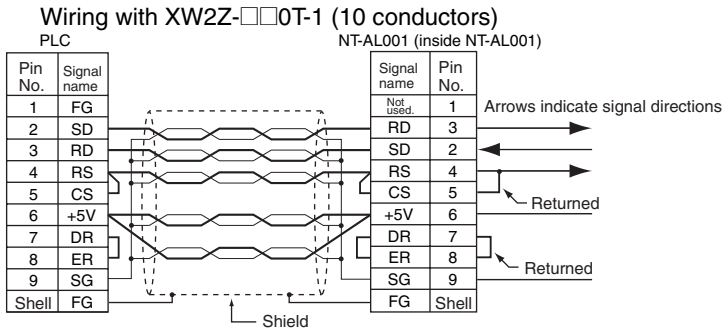 Wiring with XW2Z-□□0T-1 (10 conductors)
PLC
NT-AL001 (inside NT-AL001)
Pin No. Signal name
1 FG
2 SD
3 RD
4 RS
5 CS
6 +5V
7 DR
8 ER
9 SG
Shell FG
Signal name Pin No.
Not used. 1
RD 3
SD 2
RS 4
CS 5
+5V 6
DR 7
ER 8
SG 9
FG Shell
Arrows indicate signal directions
Returned
Returned
Shield